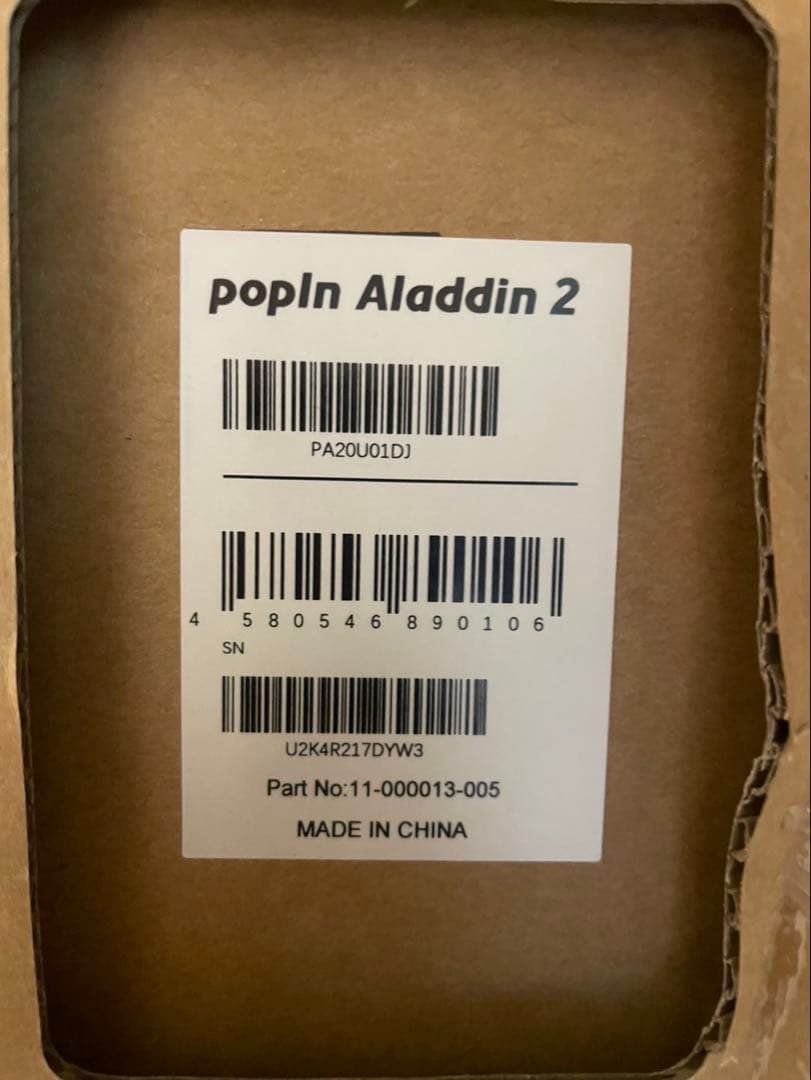 popIn Aladdin 2
PA20U01DJ
4 580546 890106
SN
U2K4R217DYW3
Part No:11-000013-005
MADE IN CHINA